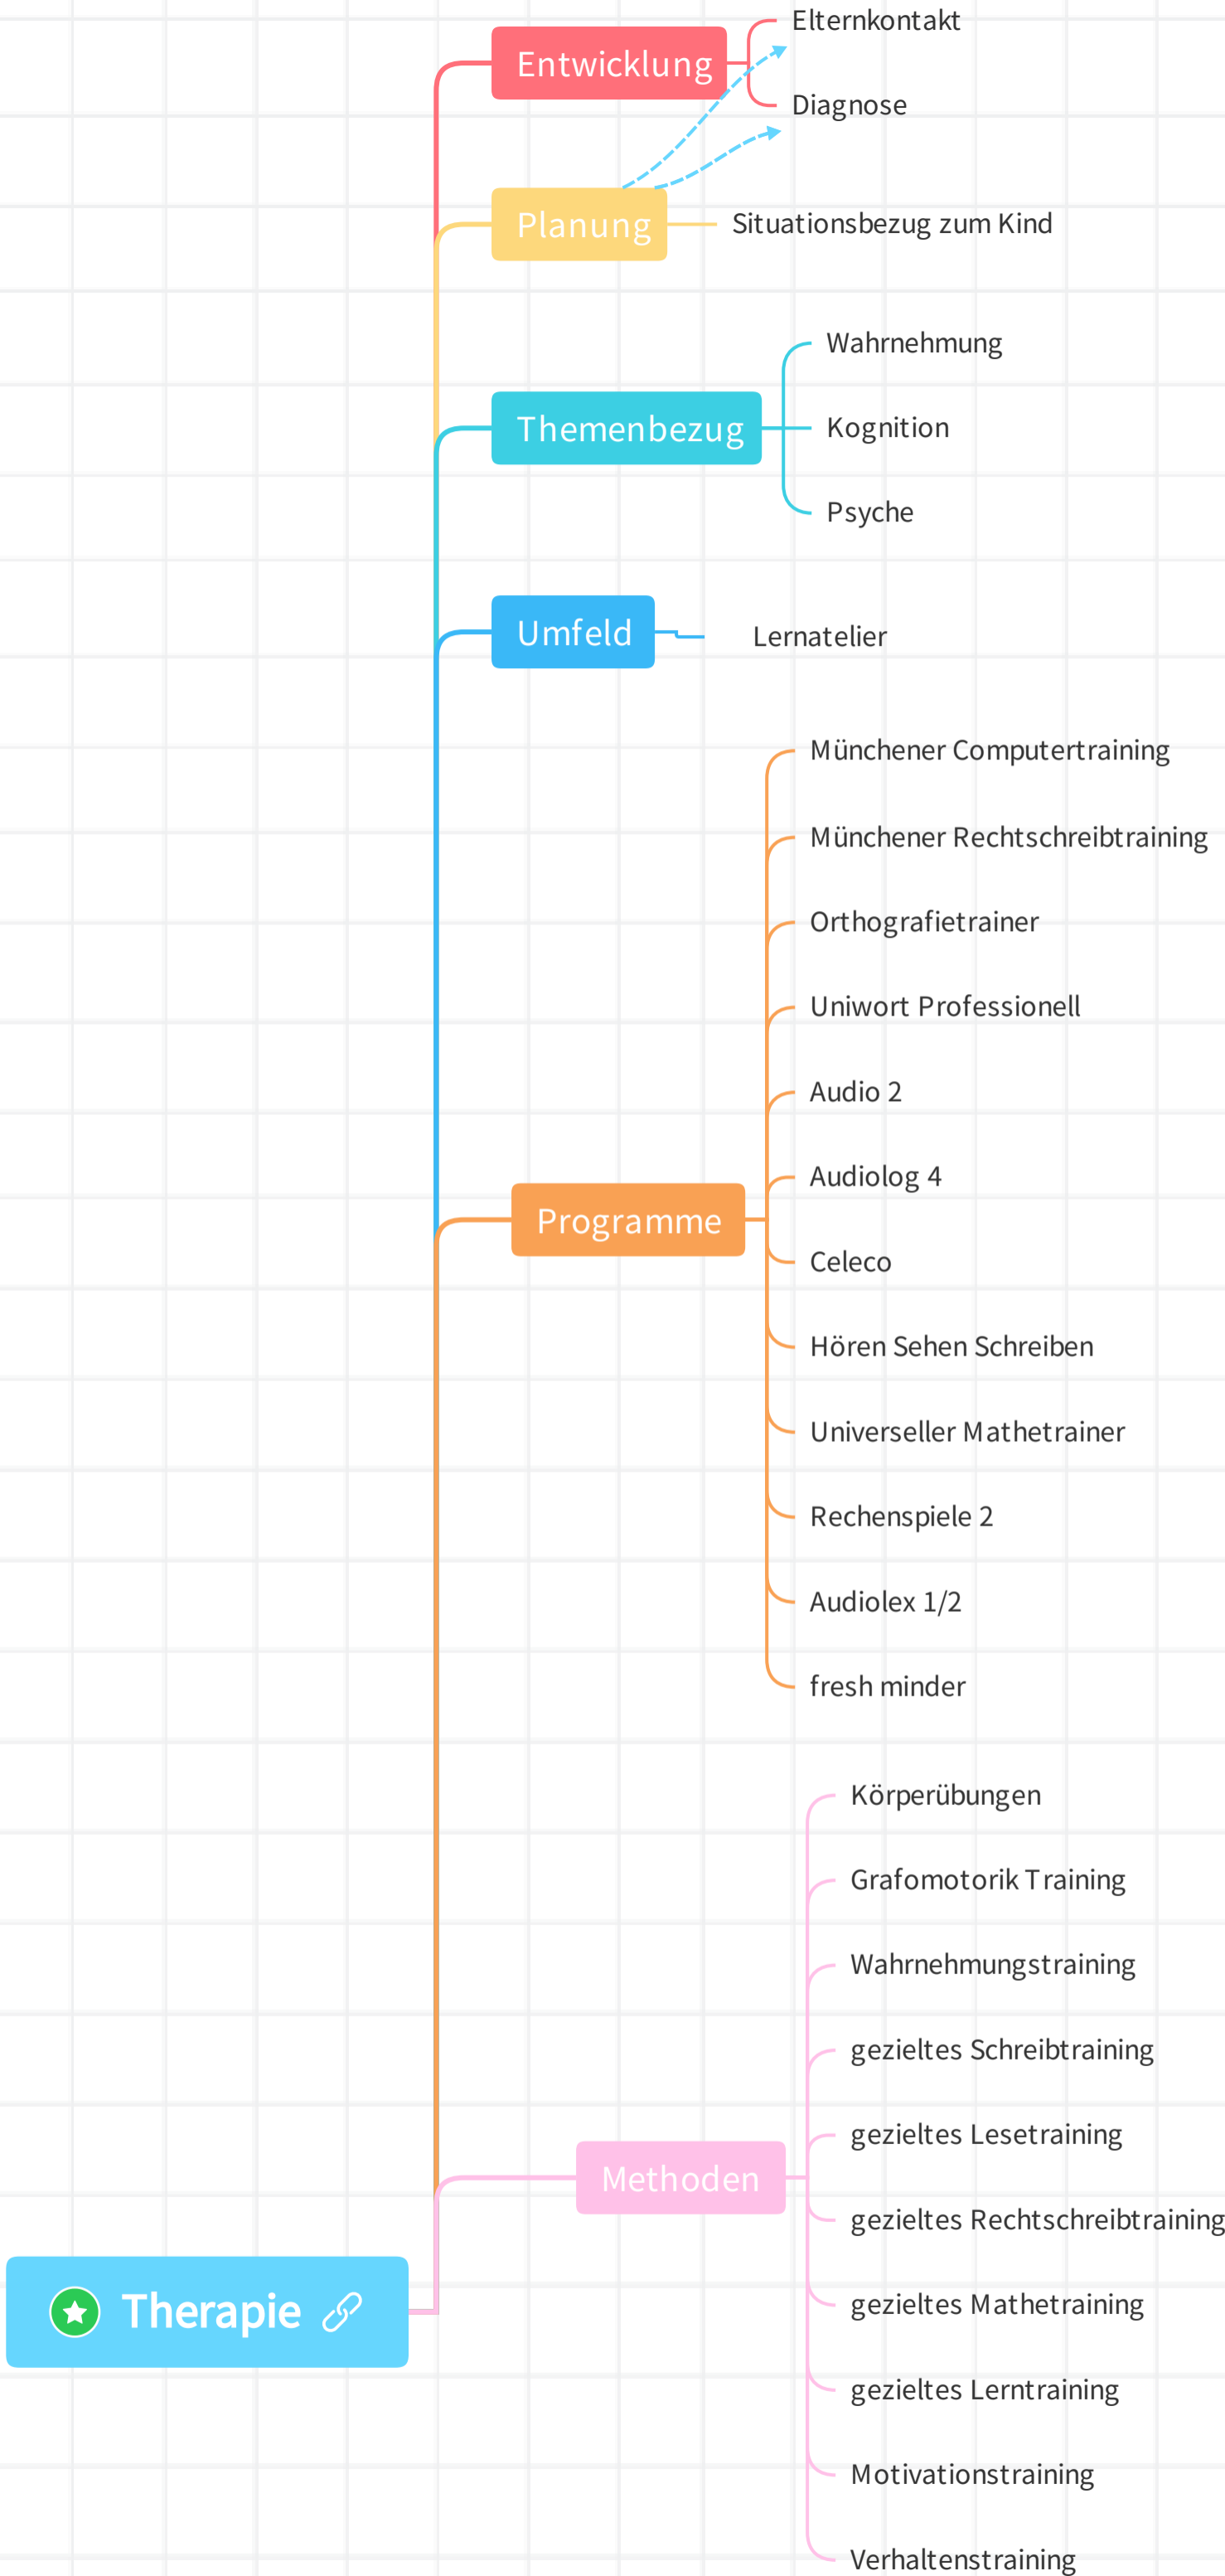 Elternkontakt
Entwicklung
Diagnose
Planung
Situationsbezug zum Kind
Wahrnehmung
Themenbezug
Kognition
Psyche
Umfeld
Lernatelier
Münchener Computertraining
Münchener Rechtschreibtraining
Orthografietrainer
Uniwort Professionell
Audio 2
Audiolog 4
Programme
Celeco
Hören Sehen Schreiben
Universeller Mathetrainer
Rechenspiele 2
Audiolex 1/2
fresh minder
Körperübungen
Grafomotorik Training
Wahrnehmungstraining
gezieltes Schreibtraining
gezieltes Lesetraining
Methoden
gezieltes Rechtschreibtraining
Therapie
gezieltes Mathetraining
gezieltes Lerntraining
Motivationstraining
Verhaltenstraining